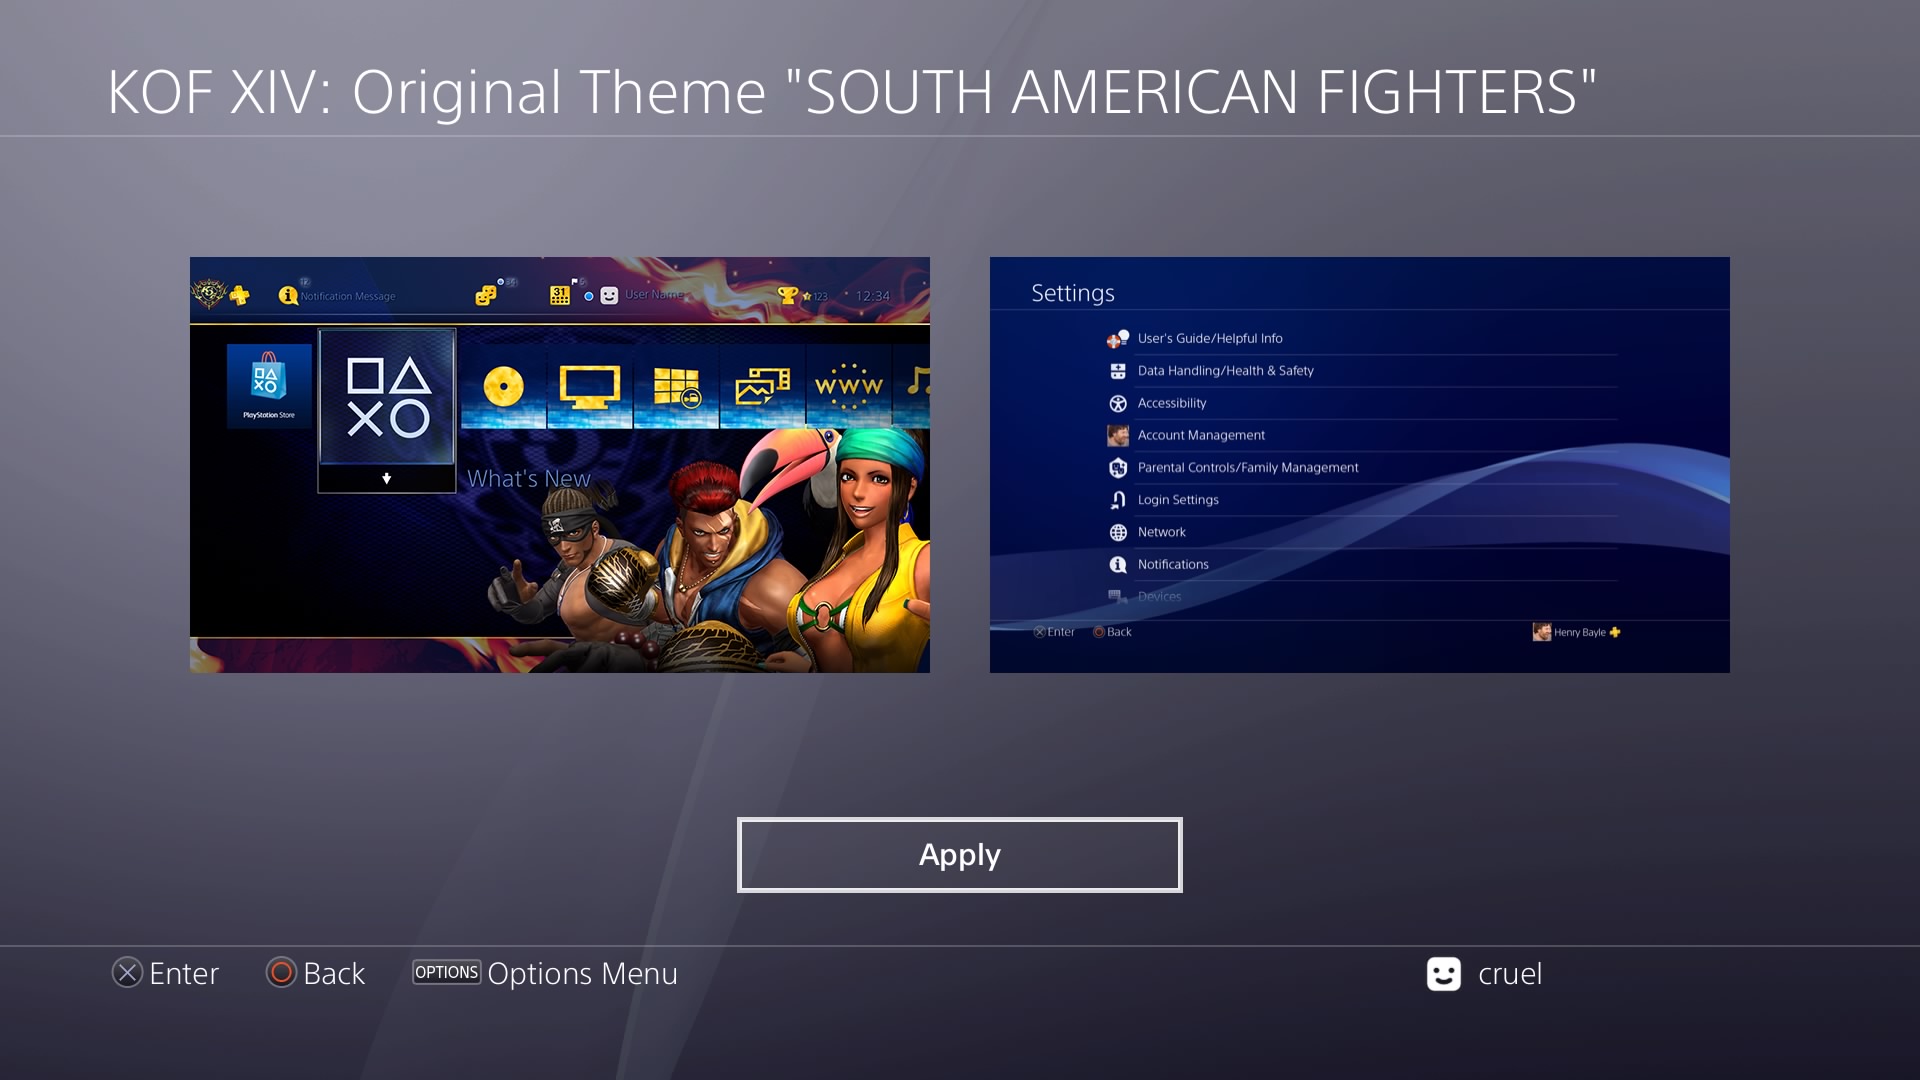 KOF XIV: Original Theme "SOUTH AMERICAN FIGHTERS"
12
Notification Message
User Name
123
12:34
31
PlayStation Store
WWW
What's New
Settings
User's Guide/Helpful Info
Data Handling/Health & Safety
Accessibility
Account Management
Parental Controls/Family Management
Login Settings
Network
Notifications
Devices
Enter Back
Henry Bayle
Apply
Enter Back OPTIONS Options Menu
cruel